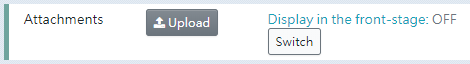 Attachments
Upload
Display in the front-stage: OFF
Switch